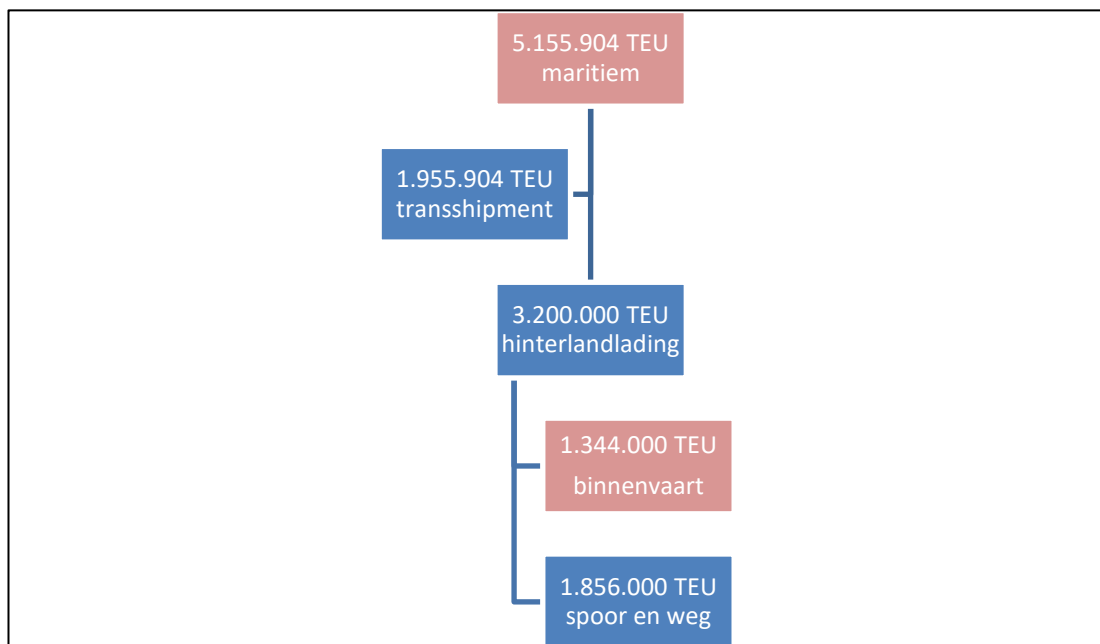 5.155.904 TEU
maritiem
1.955.904 TEU
transshipment
3.200.000 TEU
hinterlandlading
1.344.000 TEU
binnenvaart
1.856.000 TEU
spoor en weg